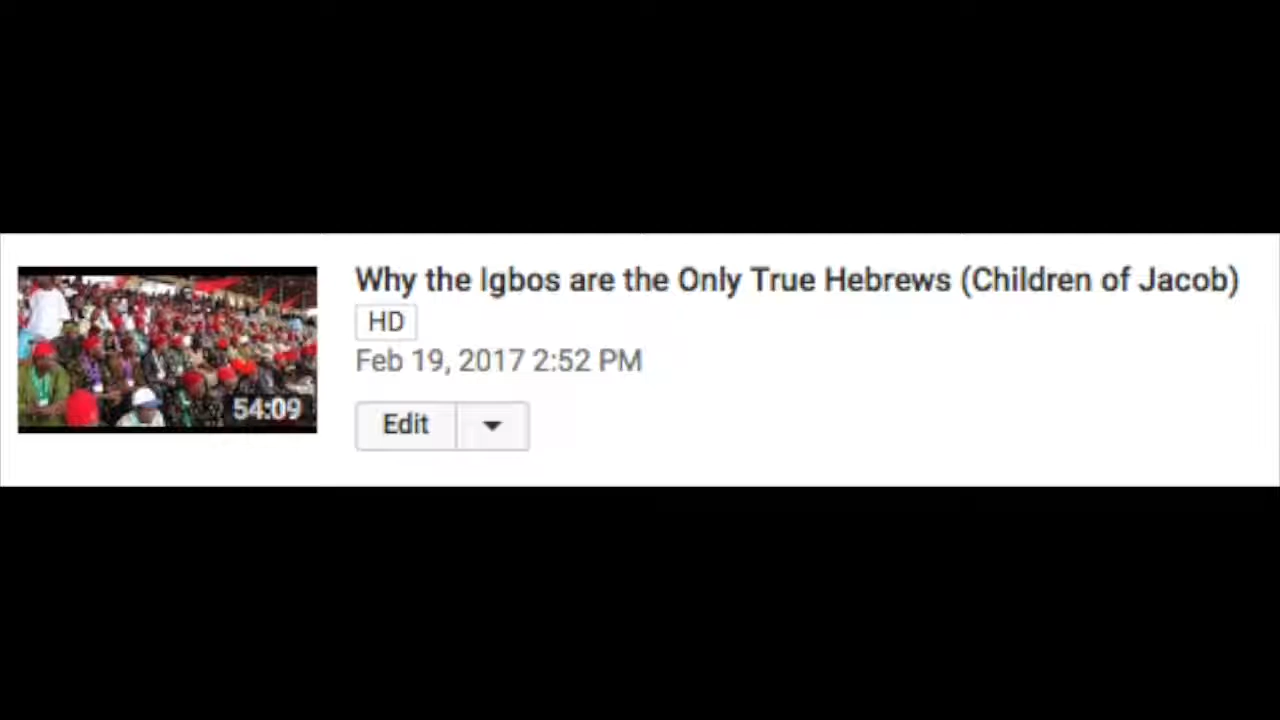 Why the Igbos are the Only True Hebrews (Children of Jacob)
HD
Feb 19, 2017 2:52 PM
54:09
Edit